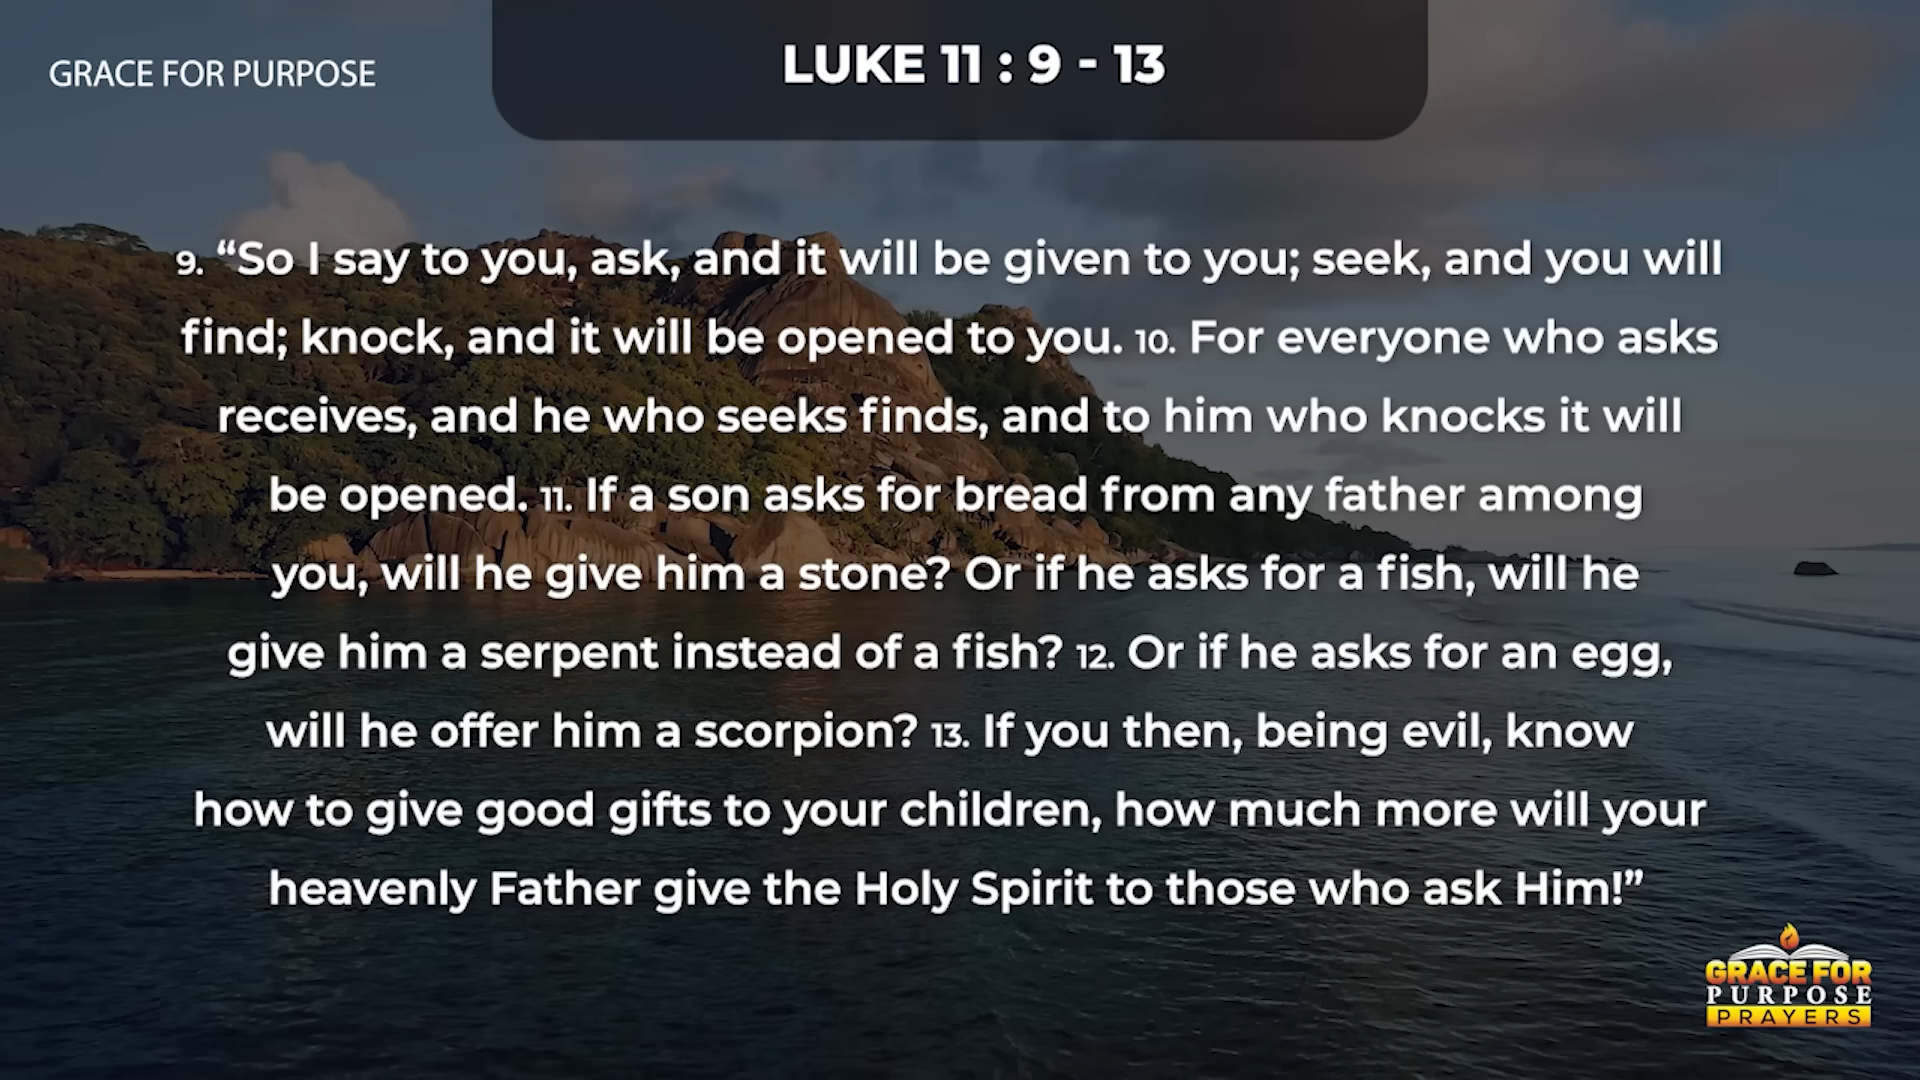 GRACE FOR PURPOSE
LUKE 11 : 9 - 13
9. “So I say to you, ask, and it will be given to you; seek, and you will
find; knock, and it will be opened to you. 10. For everyone who asks
receives, and he who seeks finds, and to him who knocks it will
be opened. 11. If a son asks for bread from any father among
you, will he give him a stone? Or if he asks for a fish, will he
give him a serpent instead of a fish? 12. Or if he asks for an egg,
will he offer him a scorpion? 13. If you then, being evil, know
how to give good gifts to your children, how much more will your
heavenly Father give the Holy Spirit to those who ask Him!”
GRACE FOR
PURPOSE
PRAYERS